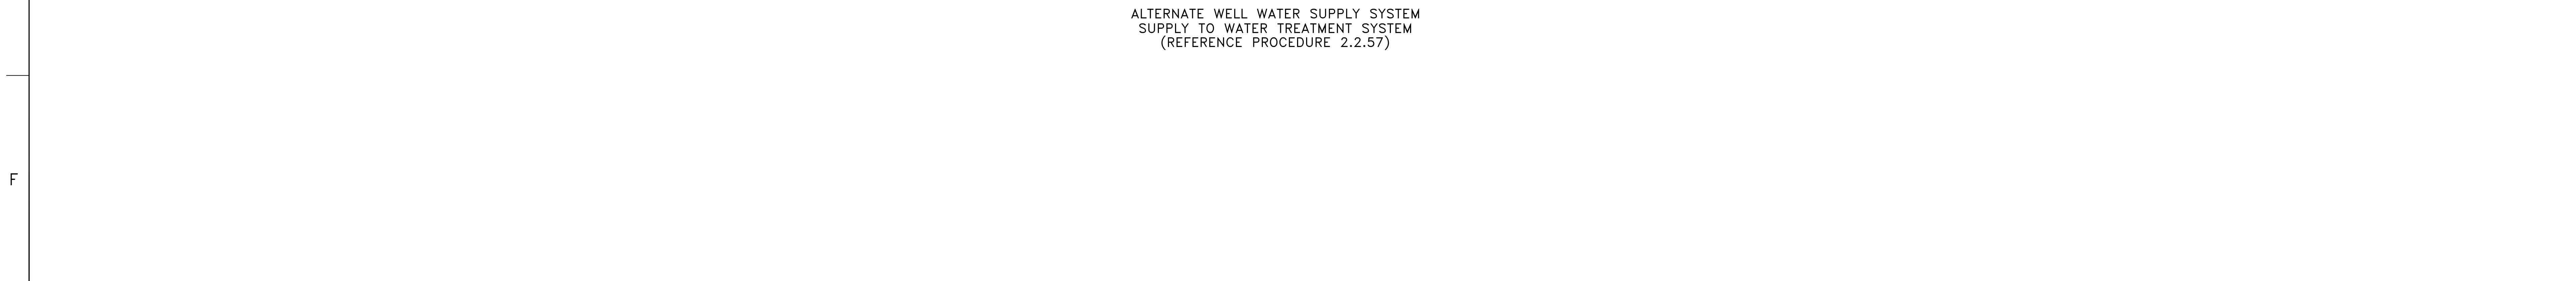 ALTERNATE WELL WATER SUPPLY SYSTEM
SUPPLY TO WATER TREATMENT SYSTEM
(REFERENCE PROCEDURE 2.2.57)
F